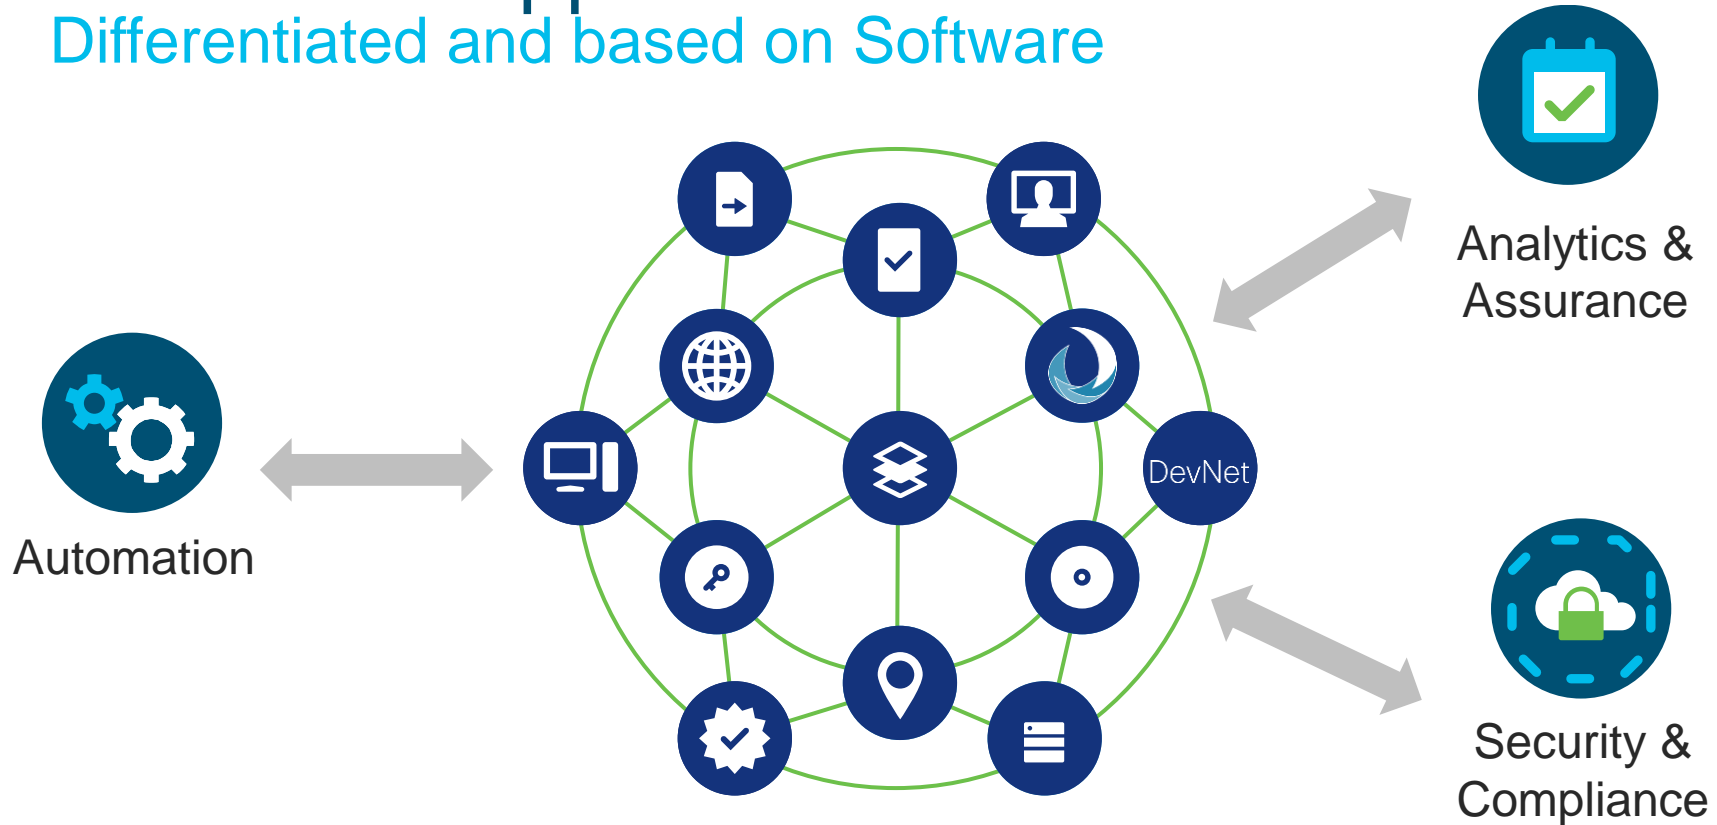 Differentiated and based on Software
Analytics &
Assurance
DevNet
Automation
Security &
Compliance